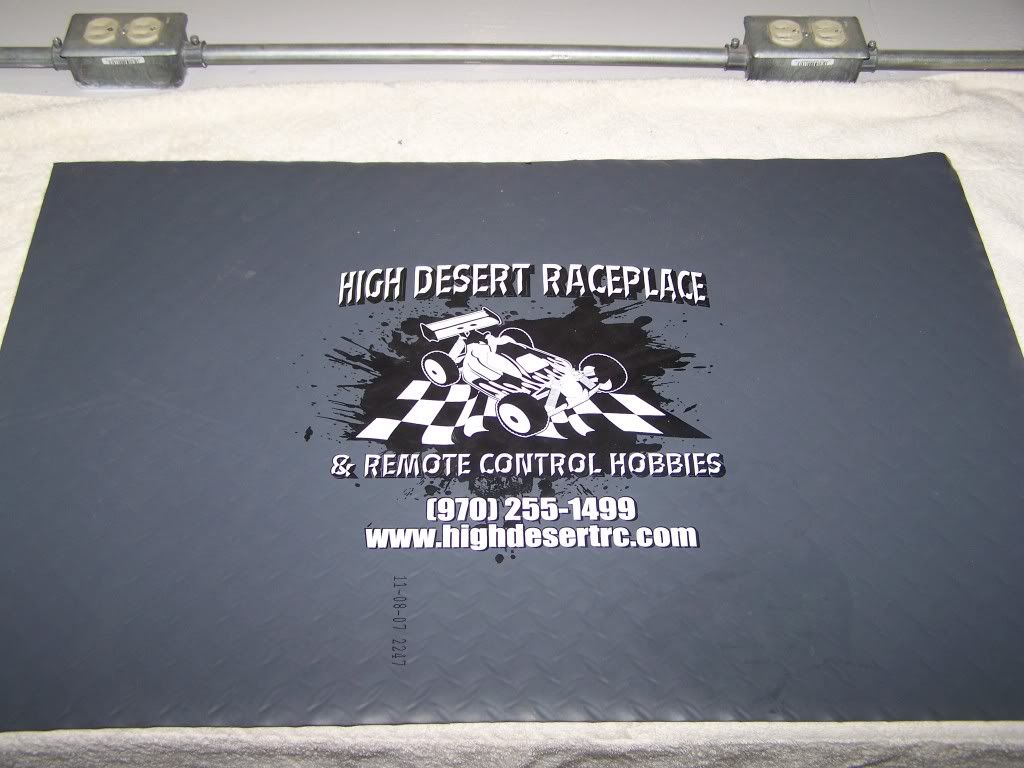 HIGH DESERT RACEPLACE
& REMOTE CONTROL HOBBIES
(970) 255-1499
www.highdesertrc.com
11-08-07 2247